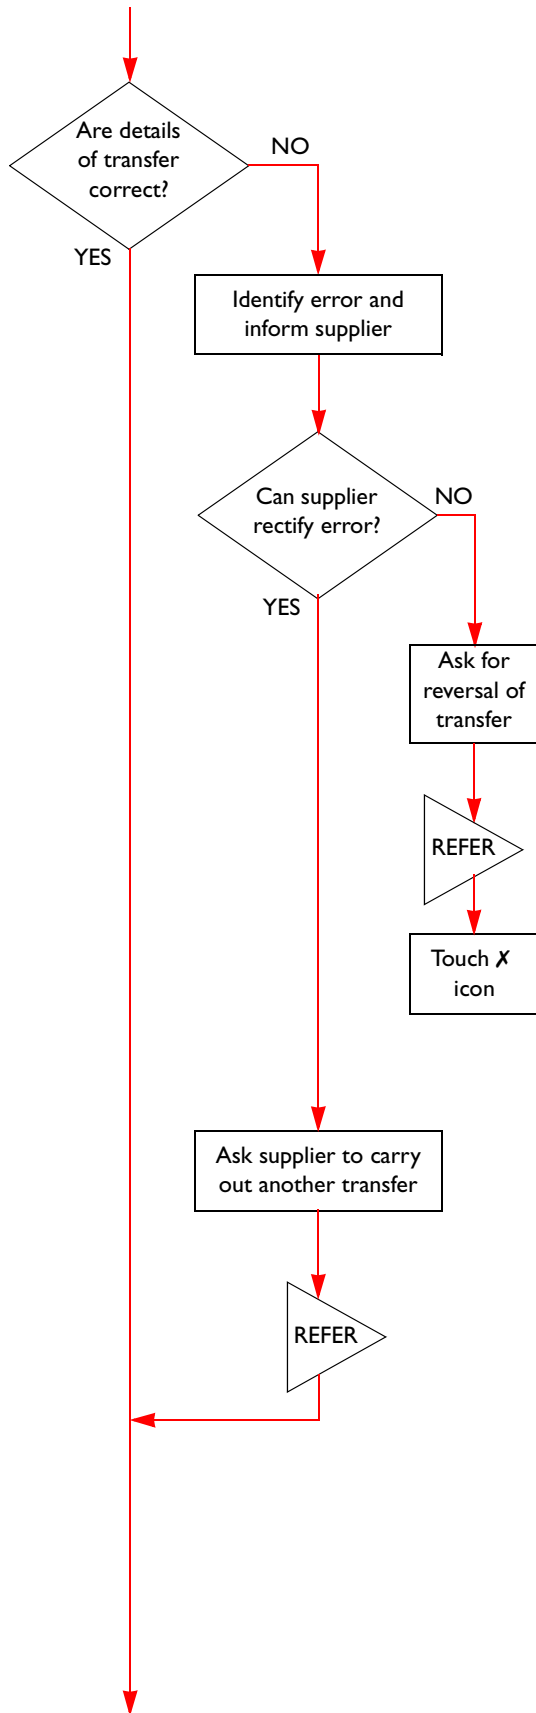 Are details
of transfer
correct?
NO
YES
Identify error and
inform supplier
Can supplier
rectify error?
NO
YES
Ask for
reversal of
transfer
REFER
Touch ✗
icon
Ask supplier to carry
out another transfer
REFER